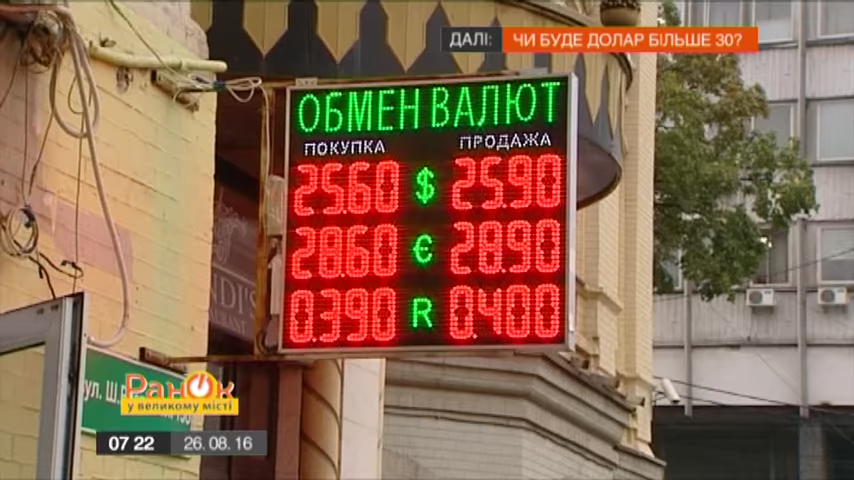 ДАЛІ: ЧИ БУДЕ ДОЛАР БІЛЬШЕ 30?
ОБМЕН ВАЛЮТ
ПОКУПКА ПРОДАЖА
25.60 $ 25.90
28.60 € 28.90
0.390 R 0.400
ул. Ш.
РанОк
у великому місті
07 22 26.08.16